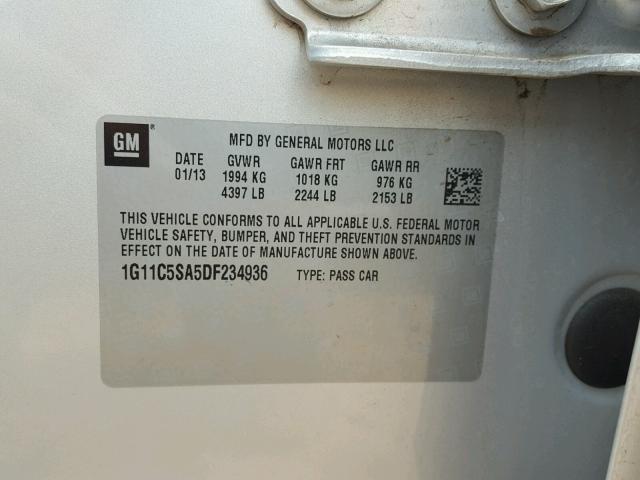 GM ® MFD BY GENERAL MOTORS LLC
DATE GVWR GAWR FRT GAWR RR
01/13 1994 KG 1018 KG 976 KG
4397 LB 2244 LB 2153 LB
THIS VEHICLE CONFORMS TO ALL APPLICABLE U.S. FEDERAL MOTOR
VEHICLE SAFETY, BUMPER, AND THEFT PREVENTION STANDARDS IN
EFFECT ON THE DATE OF MANUFACTURE SHOWN ABOVE.
1G11C5SA5DF234936 TYPE: PASS CAR